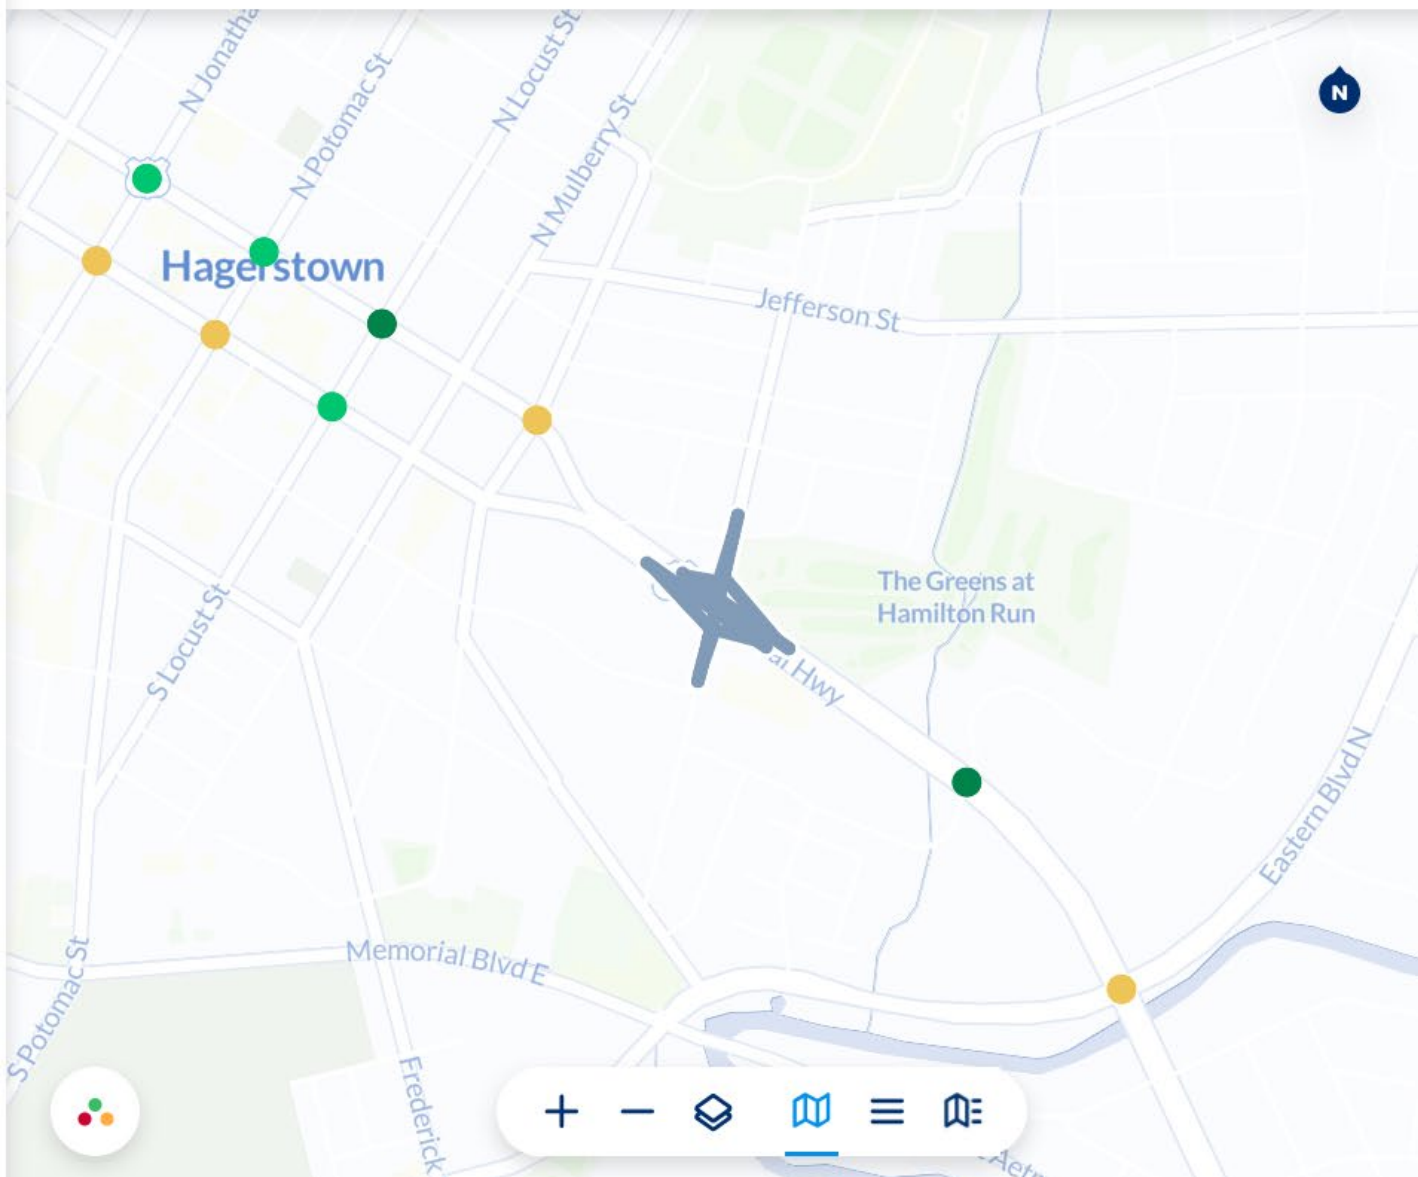 N Jonatha
N Potomac St
N Locust St
N Mulberry St
N
Hagerstown
Jefferson St
The Greens at
Hamilton Run
al Hwy
S Locust St
Eastern Blvd N
Memorial Blvd E
S Potomac St
Frederick
Aetn